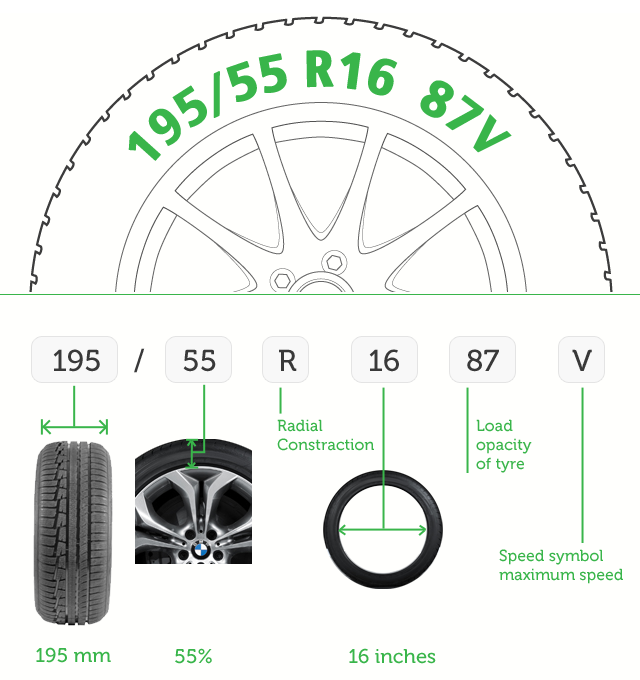 195/55 R16 87V
195 / 55 R 16 87 V
Radial
Constraction
Load
opacity
of tyre
Speed symbol
maximum speed
195 mm 55% 16 inches